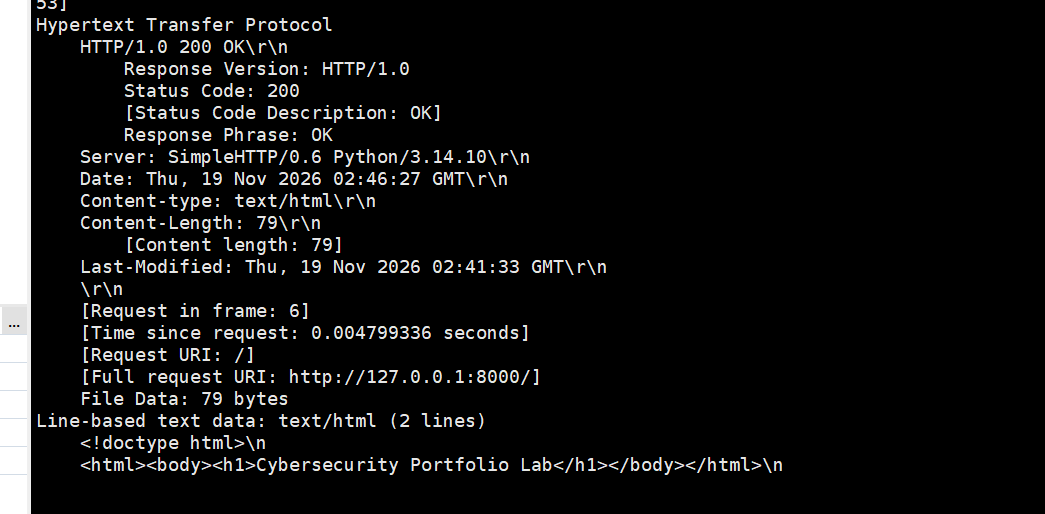 53]
Hypertext Transfer Protocol
HTTP/1.0 200 OK\r\n
Response Version: HTTP/1.0
Status Code: 200
[Status Code Description: OK]
Response Phrase: OK
Server: SimpleHTTP/0.6 Python/3.14.10\r\n
Date: Thu, 19 Nov 2026 02:46:27 GMT\r\n
Content-type: text/html\r\n
Content-Length: 79\r\n
[Content length: 79]
Last-Modified: Thu, 19 Nov 2026 02:41:33 GMT\r\n
\r\n
[Request in frame: 6]
[Time since request: 0.004799336 seconds]
[Request URI: /]
[Full request URI: http://127.0.0.1:8000/]
File Data: 79 bytes
Line-based text data: text/html (2 lines)
<!doctype html>\n
<html><body><h1>Cybersecurity Portfolio Lab</h1></body></html>\n
...